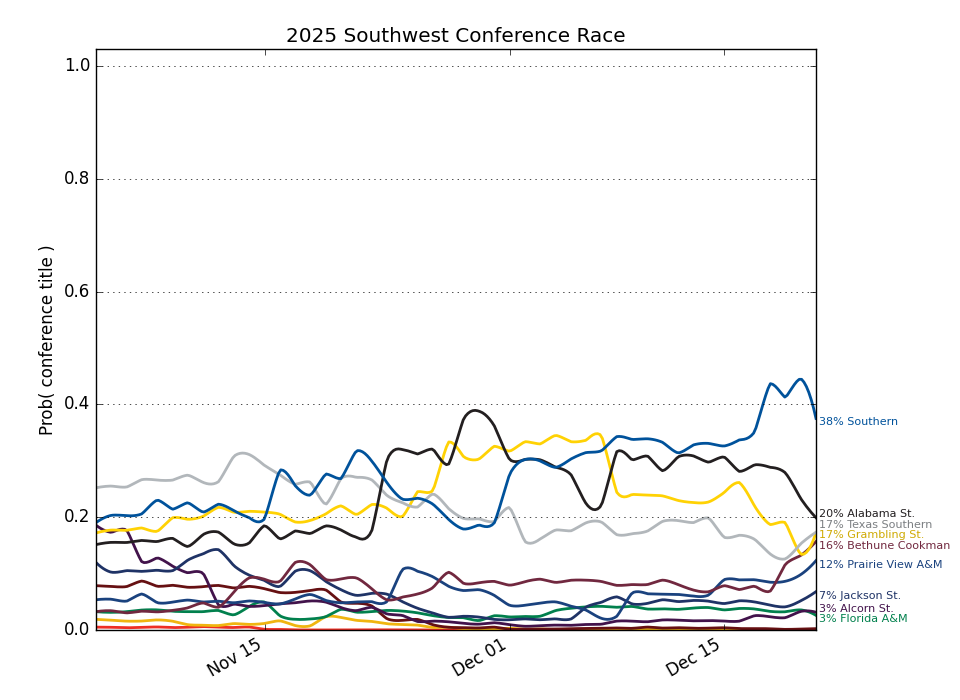 2025 Southwest Conference Race
Prob( conference title )
1.0
0.8
0.6
0.4
0.2
0.0
Nov 15
Dec 01
Dec 15
38% Southern
20% Alabama St.
17% Texas Southern
17% Grambling St.
16% Bethune Cookman
12% Prairie View A&M
7% Jackson St.
3% Alcorn St.
3% Florida A&M